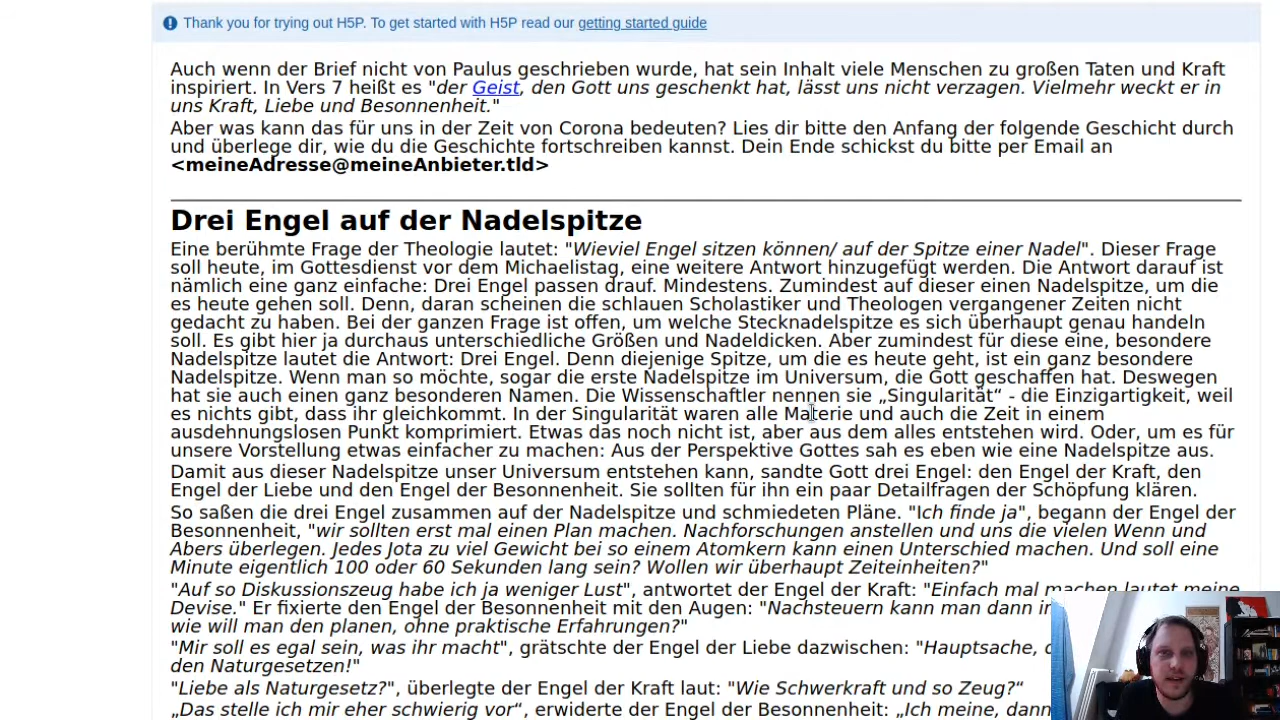 Thank you for trying out H5P. To get started with H5P read our getting started guide
Auch wenn der Brief nicht von Paulus geschrieben wurde, hat sein Inhalt viele Menschen zu großen Taten und Kraft
inspiriert. In Vers 7 heißt es "der Geist, den Gott uns geschenkt hat, lässt uns nicht verzagen. Vielmehr weckt er in
uns Kraft, Liebe und Besonnenheit."
Aber was kann das für uns in der Zeit von Corona bedeuten? Lies dir bitte den Anfang der folgende Geschichte durch
und überlege dir, wie du die Geschichte fortschreiben kannst. Dein Ende schickst du bitte per Email an
<meineAdresse@meineAnbieter.tld>
Drei Engel auf der Nadelspitze
Eine berühmte Frage der Theologie lautet: "Wieviel Engel sitzen können/ auf der Spitze einer Nadel". Dieser Frage
soll heute, im Gottesdienst vor dem Michaelistag, eine weitere Antwort hinzugefügt werden. Die Antwort darauf ist
nämlich eine ganz einfache: Drei Engel passen drauf. Mindestens. Zumindest auf dieser einen Nadelspitze, um die
es heute gehen soll. Denn, daran scheinen die schlauen Scholastiker und Theologen vergangener Zeiten nicht
gedacht zu haben. Bei der ganzen Frage ist offen, um welche Stecknadelspitze es sich überhaupt genau handeln
soll. Es gibt hier ja durchaus unterschiedliche Größen und Nadeldicken. Aber zumindest für diese eine, besondere
Nadelspitze lautet die Antwort: Drei Engel. Denn diejenige Spitze, um die es heute geht, ist ein ganz besondere
Nadelspitze. Wenn man so möchte, sogar die erste Nadelspitze im Universum, die Gott geschaffen hat. Deswegen
hat sie auch einen ganz besonderen Namen. Die Wissenschaftler nennen sie „Singularität“ - die Einzigartigkeit, weil
es nichts gibt, dass ihr gleichkommt. In der Singularität waren alle Materie und auch die Zeit in einem
ausdehnungslosen Punkt komprimiert. Etwas das noch nicht ist, aber aus dem alles entstehen wird. Oder, um es für
unsere Vorstellung etwas einfacher zu machen: Aus der Perspektive Gottes sah es eben wie eine Nadelspitze aus.
Damit aus dieser Nadelspitze unser Universum entstehen kann, sandte Gott drei Engel: den Engel der Kraft, den
Engel der Liebe und den Engel der Besonnenheit. Sie sollten für ihn ein paar Detailfragen der Schöpfung klären.
So saßen die drei Engel zusammen auf der Nadelspitze und schmiedeten Pläne. "Ich finde ja", begann der Engel der
Besonnenheit, "wir sollten erst mal einen Plan machen. Nachforschungen anstellen und uns die vielen Wenn und
Abers überlegen. Jedes Jota zu viel Gewicht bei so einem Atomkern kann einen Unterschied machen. Und soll eine
Minute eigentlich 100 oder 60 Sekunden lang sein? Wollen wir überhaupt Zeiteinheiten?"
"Auf so Diskussionszeug habe ich ja weniger Lust", antwortet der Engel der Kraft: "Einfach mal machen lautet meine
Devise." Er fixierte den Engel der Besonnenheit mit den Augen: "Nachsteuern kann man dann
wie will man den planen, ohne praktische Erfahrungen?"
"Mir soll es egal sein, was ihr macht", grätschte der Engel der Liebe dazwischen: "Hauptsache,
den Naturgesetzen!"
"Liebe als Naturgesetz?", überlegte der Engel der Kraft laut: "Wie Schwerkraft und so Zeug?“
„Das stelle ich mir eher schwierig vor“, erwiderte der Engel der Besonnenheit: „Ich meine, dann